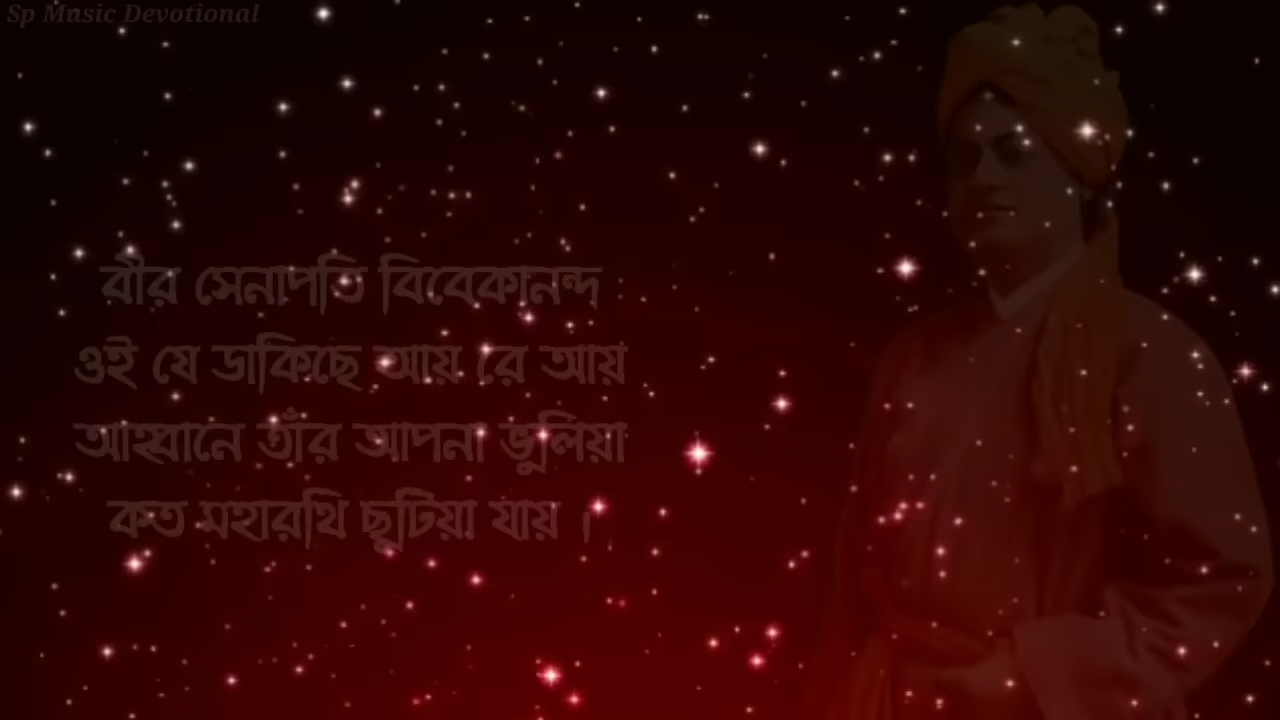 Sp Music Devotional
বীর সেনাপতি বিবেকানন্দ
ওই যে ডাকিছে আয় রে আয়
আহ্বানে তাঁর আপনা ভুলিয়া
কত মহারথি ছুটিয়া যায় ।